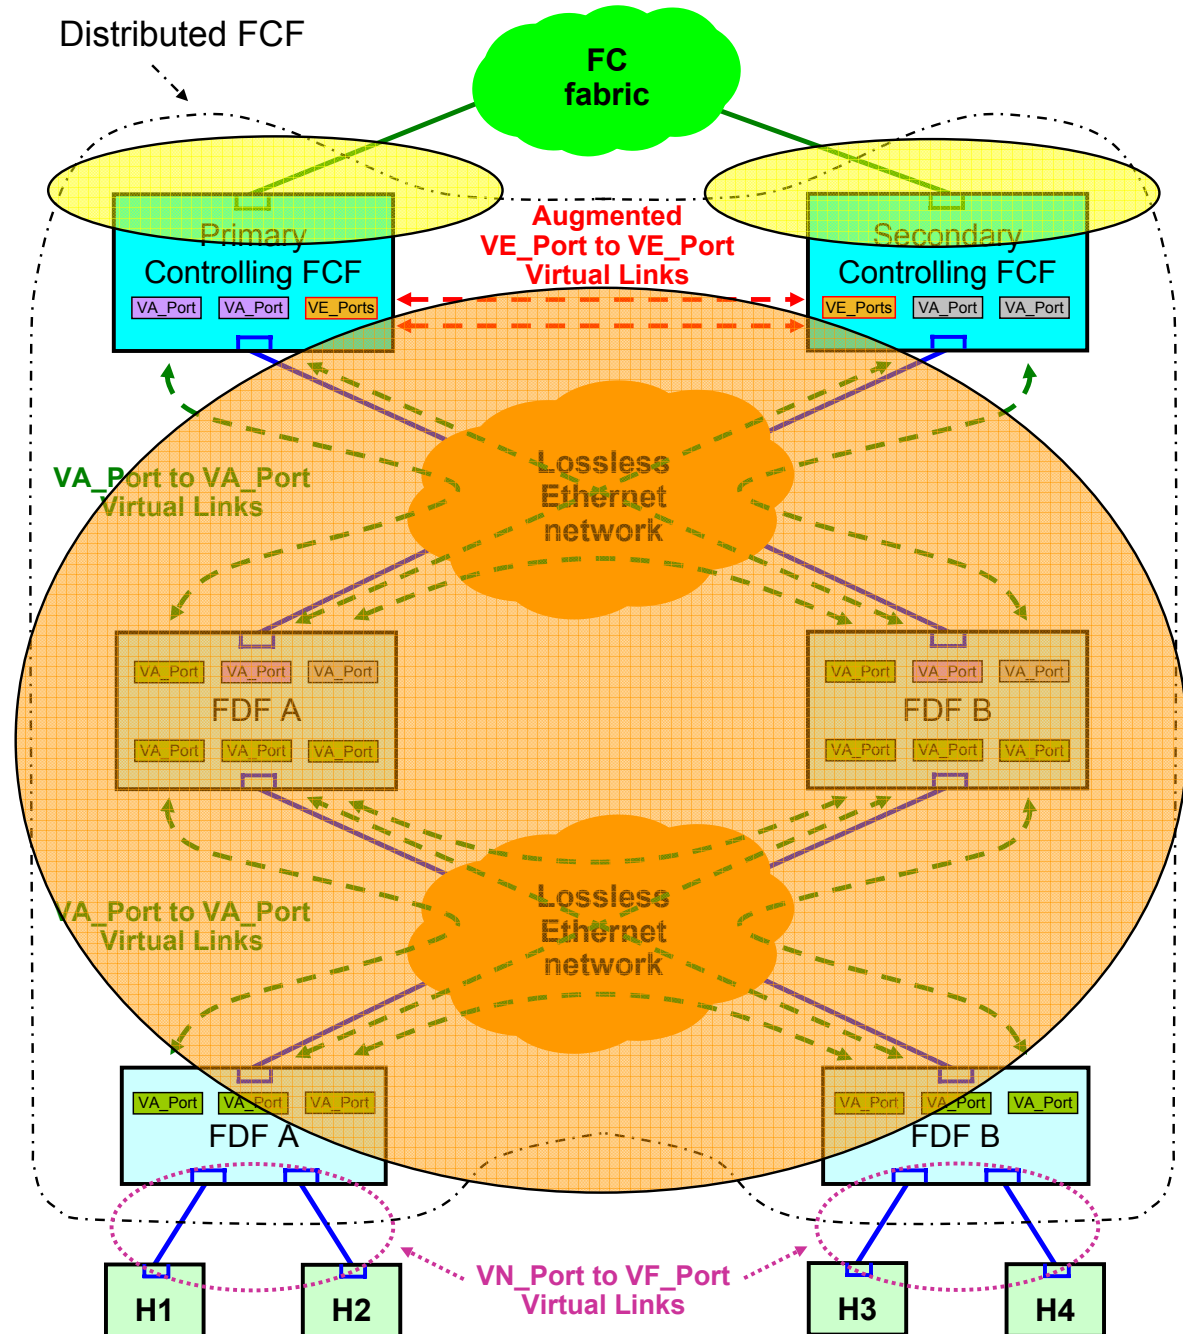 Distributed FCF
FC
fabric
Primary
Controlling FCF
VA_Port VA_Port VE_Ports
Augmented
VE_Port to VE_Port
Virtual Links
Secondary
Controlling FCF
VE_Ports VA_Port VA_Port
VA_Port to VA_Port
Virtual Links
Lossless
Ethernet
network
VA_Port VA_Port VA_Port
FDF A
VA_Port VA_Port VA_Port
VA_Port VA_Port VA_Port
FDF B
VA_Port VA_Port VA_Port
VA_Port to VA_Port
Virtual Links
Lossless
Ethernet
network
VA_Port VA_Port VA_Port
FDF A
VA_Port VA_Port VA_Port
FDF B
VN_Port to VF_Port
Virtual Links
H1
H2
H3
H4